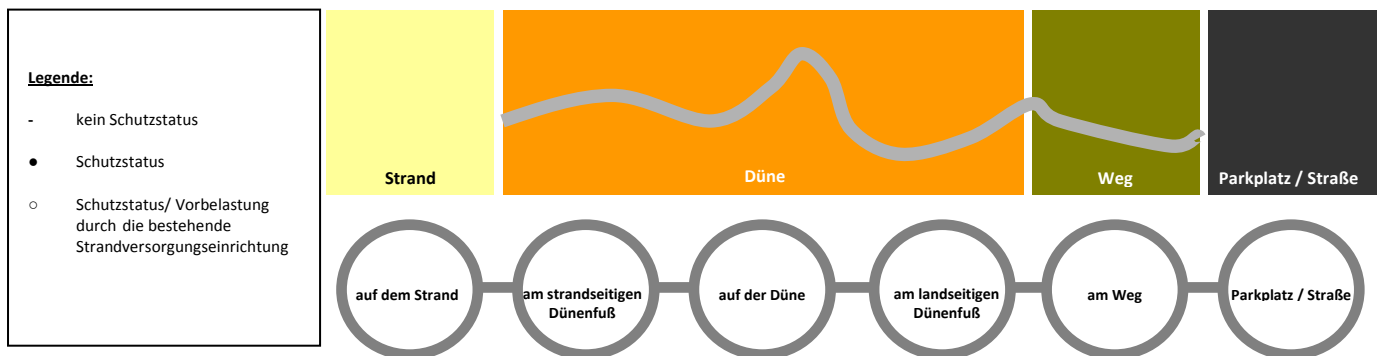 Legende:
- kein Schutzstatus
● Schutzstatus
○ Schutzstatus/ Vorbelastung
durch die bestehende
Strandversorgungseinrichtung
Strand
Düne
Weg
Parkplatz / Straße
auf dem Strand
am strandseitigen
Dünenfuß
auf der Düne
am landseitigen
Dünenfuß
am Weg
Parkplatz / Straße